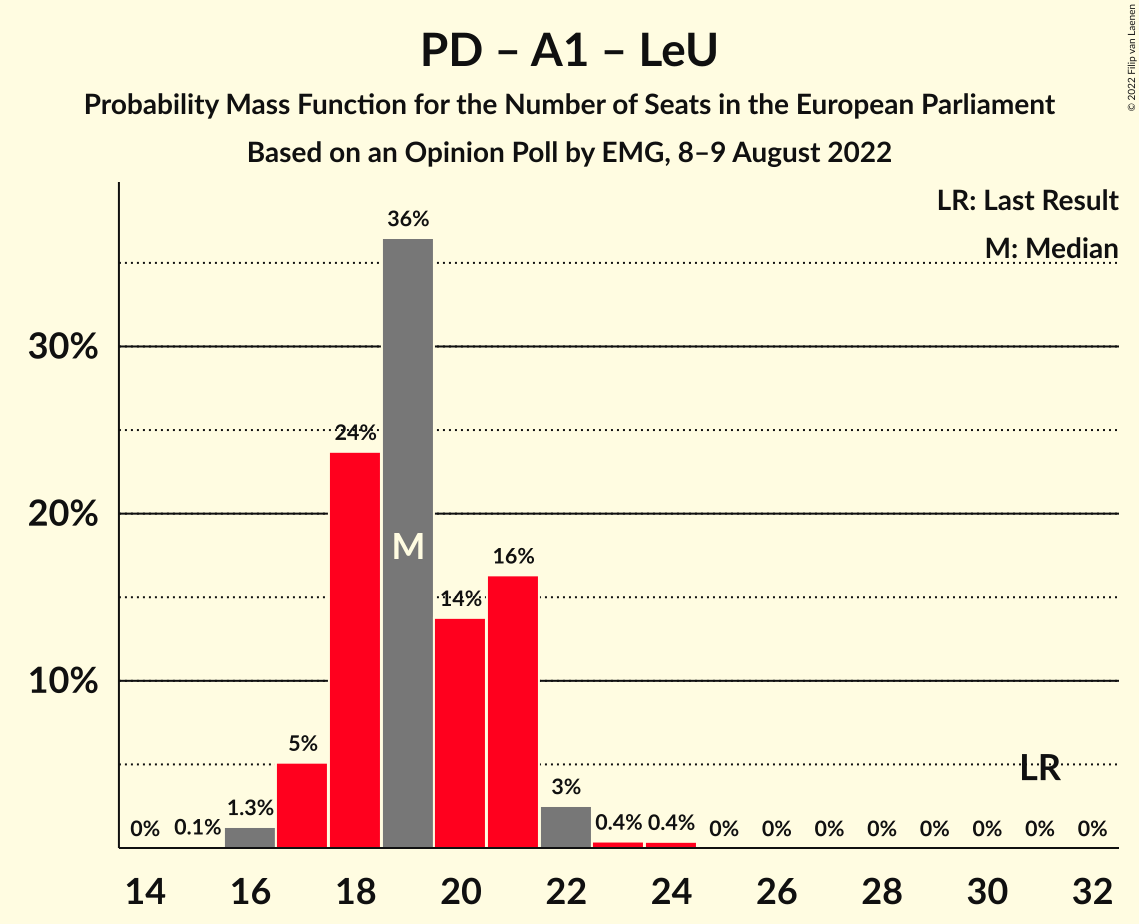 PD – A1 – LeU
Probability Mass Function for the Number of Seats in the European Parliament
Based on an Opinion Poll by EMG, 8–9 August 2022
© 2022 Filip van Laenen
LR: Last Result
M: Median
36%
30%
24%
20%
M
16%
14%
10%
5%
LR
3%
1.3%
0% 0.1% 0.4% 0.4% 0% 0% 0% 0% 0% 0% 0% 0%
14 16 18 20 22 24 26 28 30 32